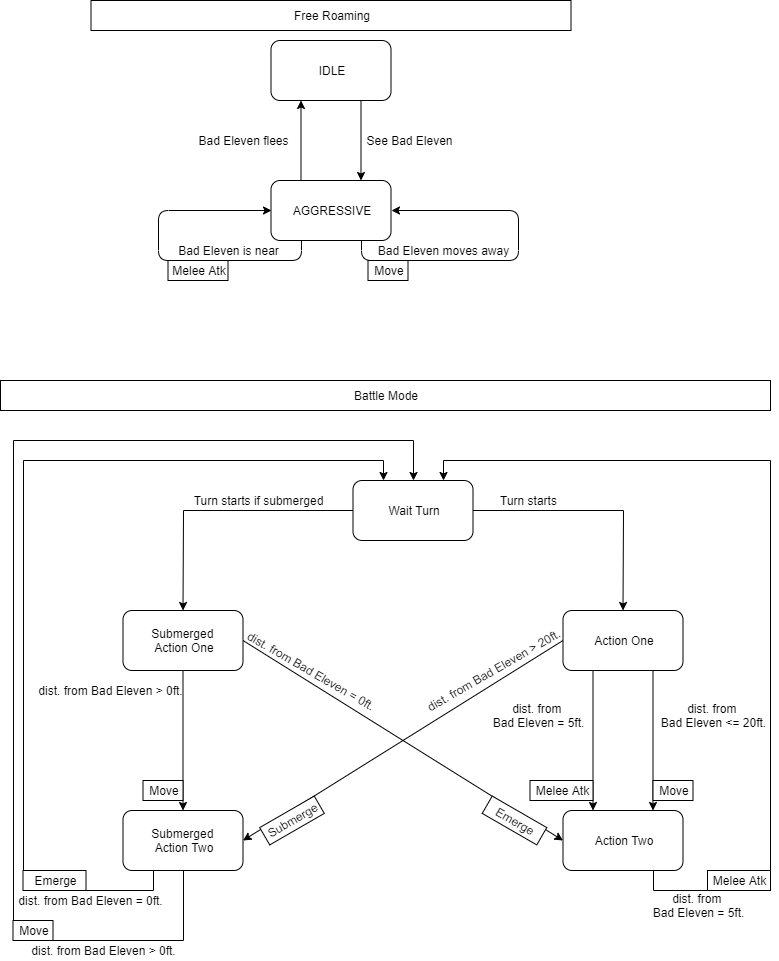 Free Roaming
IDLE
Bad Eleven flees
See Bad Eleven
AGGRESSIVE
Bad Eleven is near
Bad Eleven moves away
Melee Atk
Move
Battle Mode
Turn starts if submerged
Wait Turn
Turn starts
Submerged
Action One
Action One
dist. from Bad Eleven = 0ft.
dist. from Bad Eleven > 20ft.
dist. from Bad Eleven > 0ft.
dist. from
Bad Eleven = 5ft.
dist. from
Bad Eleven <= 20ft.
Move
Melee Atk
Move
Submerged
Action Two
Submerge
Emerge
Action Two
Emerge
dist. from Bad Eleven = 0ft.
Melee Atk
dist. from
Bad Eleven = 5ft.
Move
dist. from Bad Eleven > 0ft.